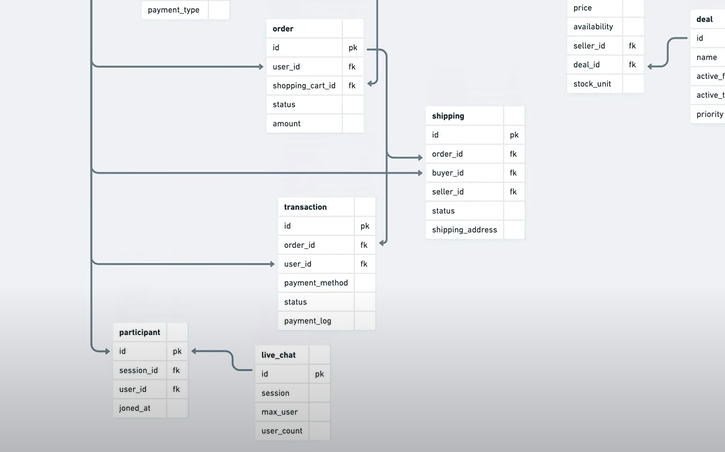 payment_type
order
id pk
user_id fk
shopping_cart_id fk
status
amount
price
availability
seller_id fk
deal_id fk
stock_unit
deal
id
name
priority
shipping
id pk
order_id fk
buyer_id fk
seller_id fk
status
shipping_address
transaction
id pk
order_id fk
user_id fk
payment_method
status
payment_log
participant
id pk
session_id fk
user_id fk
joned_at
live_chat
id pk
session
max_user
user_count